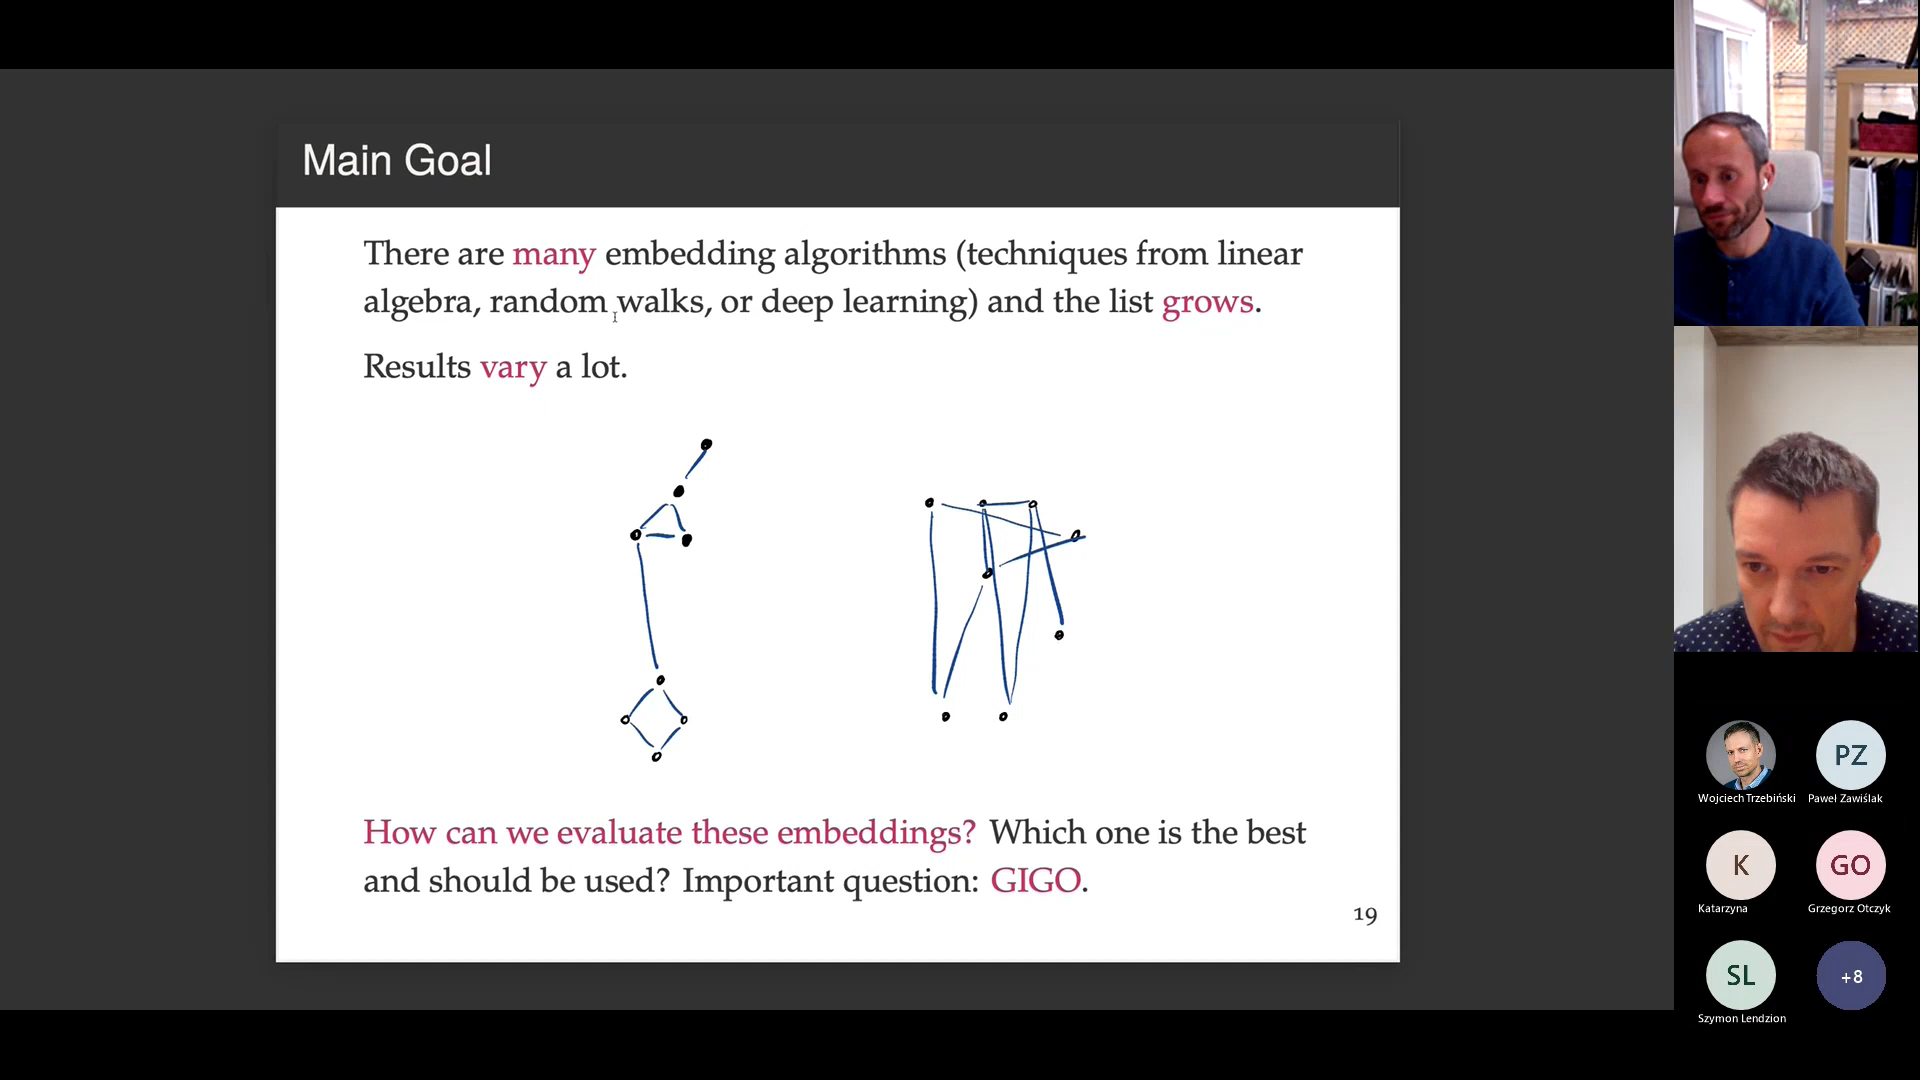 Main Goal
There are many embedding algorithms (techniques from linear
algebra, random walks, or deep learning) and the list grows.
Results vary a lot.
How can we evaluate these embeddings? Which one is the best
and should be used? Important question: GIGO.
19
PZ
Wojciech Trzebiński
Paweł Zawiślak
K
GO
Katarzyna
Grzegorz Otczyk
SL
+8
Szymon Lendzion